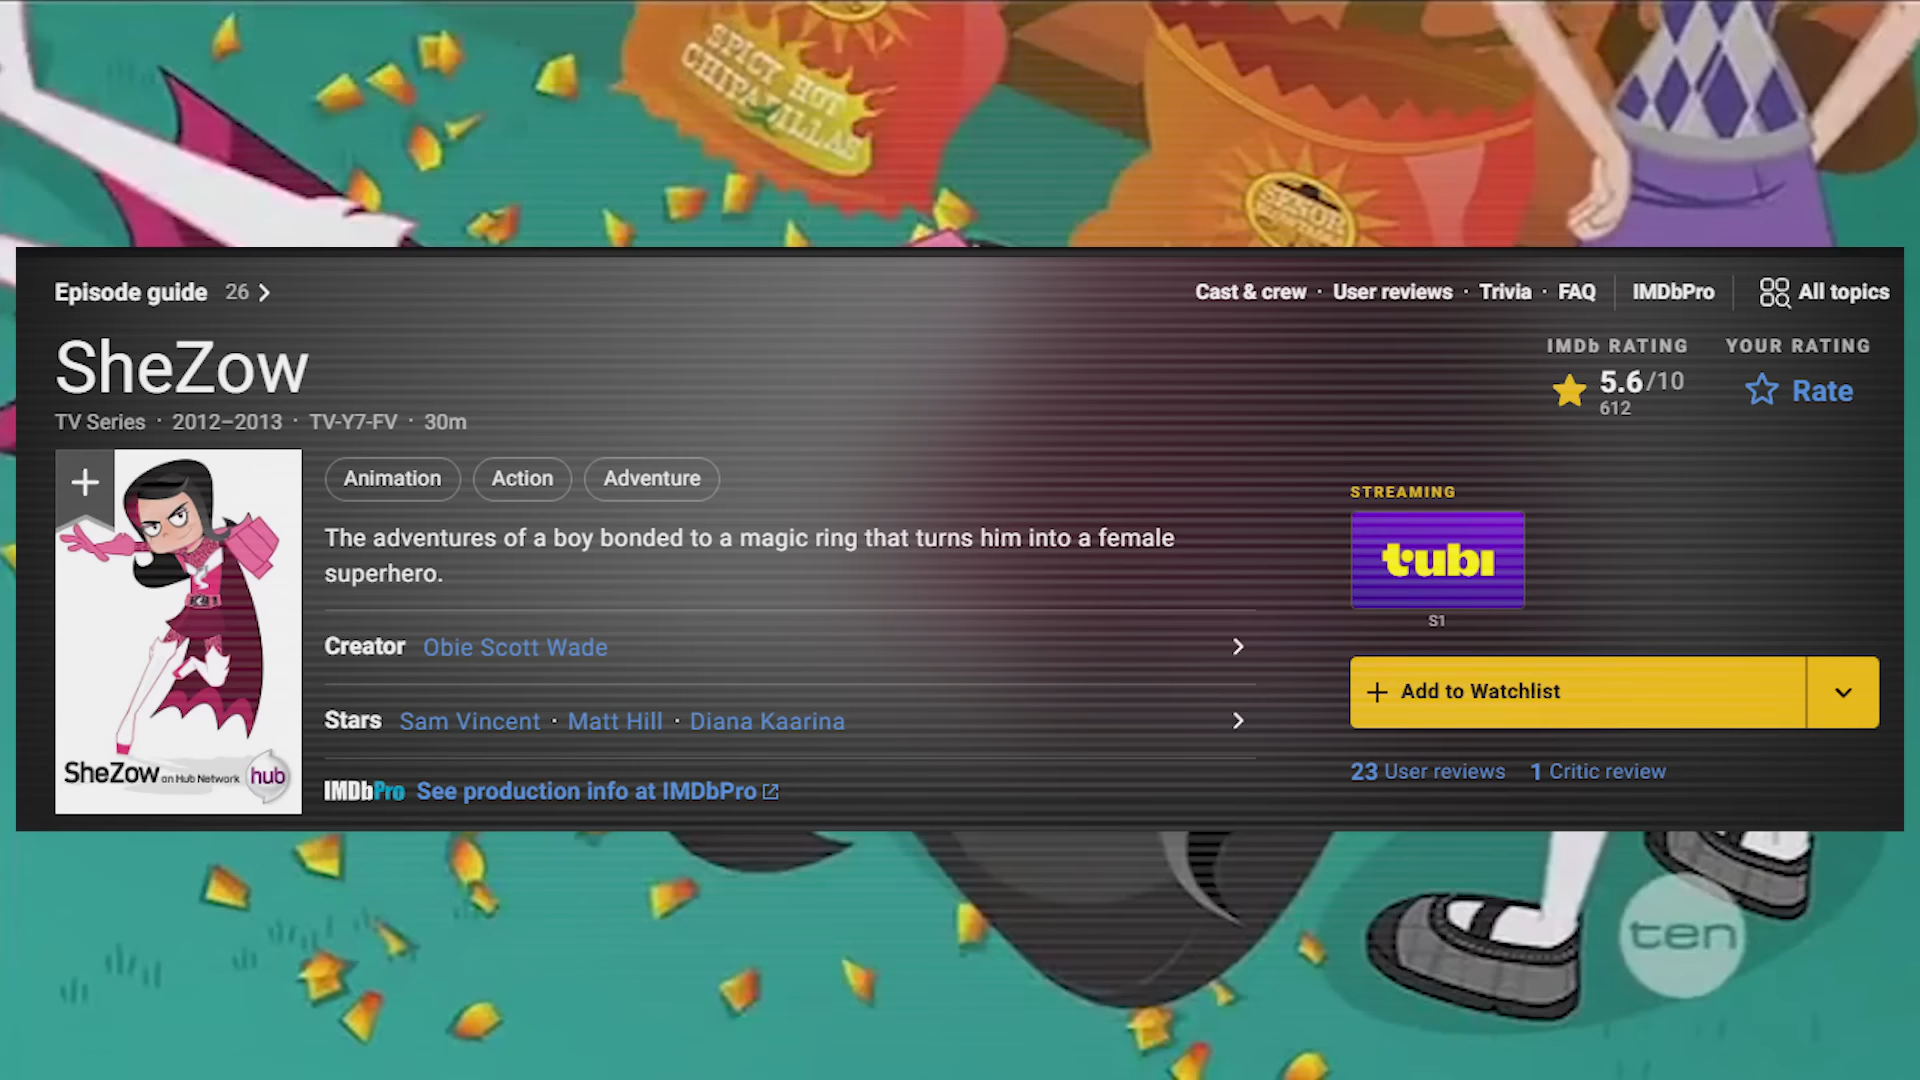 SPICY HOT
CHIPAZILLAS
SEÑOR
Episode guide 26
Cast & crew · User reviews · Trivia · FAQ
IMDbPro
All topics
SheZow
IMDb RATING
YOUR RATING
5.6/10
612
Rate
TV Series · 2012–2013 · TV-Y7-FV · 30m
Animation
Action
Adventure
STREAMING
tubi
S1
The adventures of a boy bonded to a magic ring that turns him into a female
superhero.
Creator Obie Scott Wade
Stars Sam Vincent · Matt Hill · Diana Kaarina
Add to Watchlist
SheZow on Hub Network hub
IMDbPro See production info at IMDbPro
23 User reviews 1 Critic review
ten